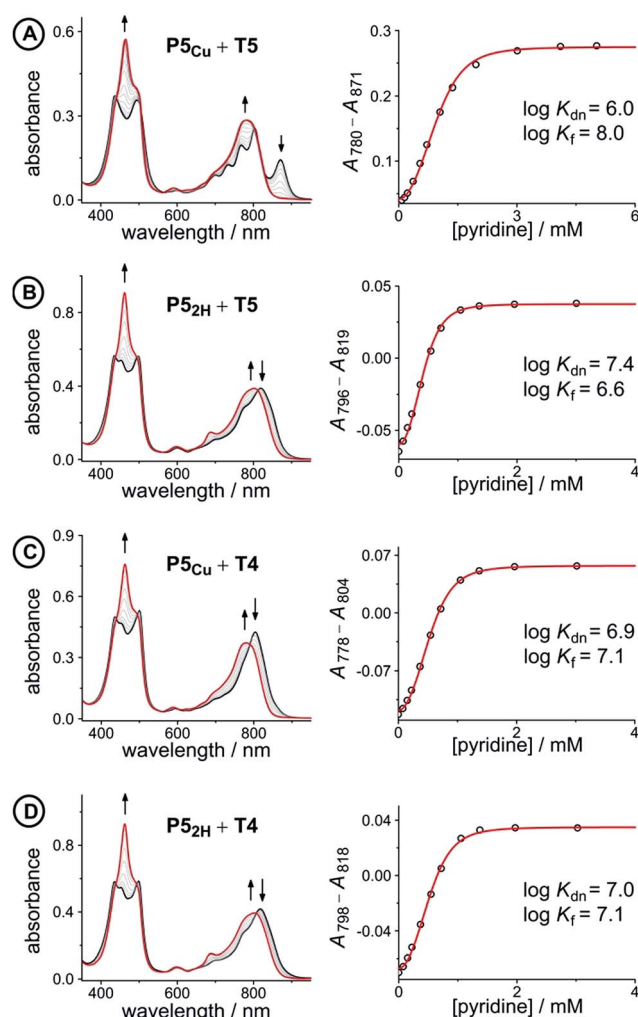 A
P5Cu + T5
absorbance
0.6
0.3
0.0
400 600 800
wavelength / nm
A780 – A871
0.3
0.2
0.1
0 3 6
[pyridine] / mM
log Kdn = 6.0
log Kf = 8.0
B
P52H + T5
absorbance
0.8
0.4
0.0
400 600 800
wavelength / nm
A796 – A819
0.05
0.00
-0.05
0 2 4
[pyridine] / mM
log Kdn = 7.4
log Kf = 6.6
C
P5Cu + T4
absorbance
0.9
0.6
0.3
0.0
400 600 800
wavelength / nm
A778 – A804
0.07
0.00
-0.07
0 2 4
[pyridine] / mM
log Kdn = 6.9
log Kf = 7.1
D
P52H + T4
absorbance
0.8
0.4
0.0
400 600 800
wavelength / nm
A798 – A818
0.04
0.00
-0.04
0 2 4
[pyridine] / mM
log Kdn = 7.0
log Kf = 7.1